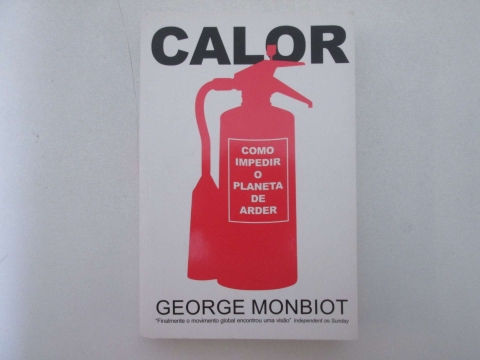 CALOR
COMO
IMPEDIR
O
PLANETA
DE
ARDER
GEORGE MONBIOT
"Finalmente o movimento global encontrou uma visão" Independent on Sunday